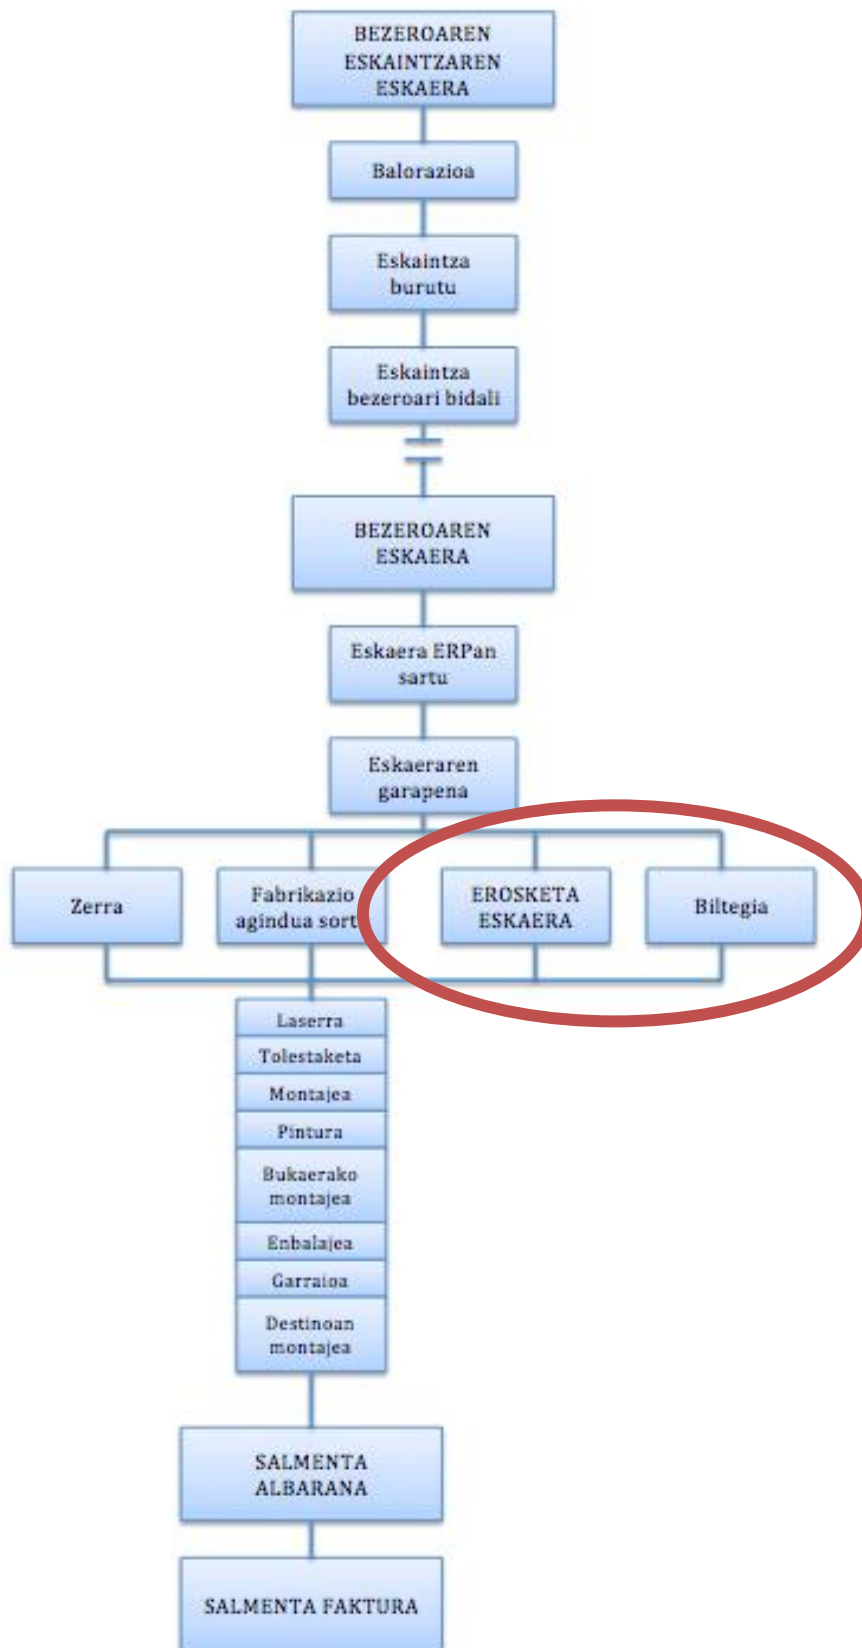 BEZEROAREN
ESKAINTZAREN
ESKAERA
Balorazioa
Eskaintza
burutu
Eskaintza
bezeroari bidali
BEZEROAREN
ESKAERA
Eskaera ERPan
sartu
Eskaeraren
garapena
Zerra
Fabrikazio
agindua sort
EROSKETA
ESKAERA
Biltegia
Laserra
Tolestaketa
Montajea
Pintura
Bukaerako
montajea
Enbalajea
Garraioa
Destinoan
montajea
SALMENTA
ALBARANA
SALMENTA FAKTURA